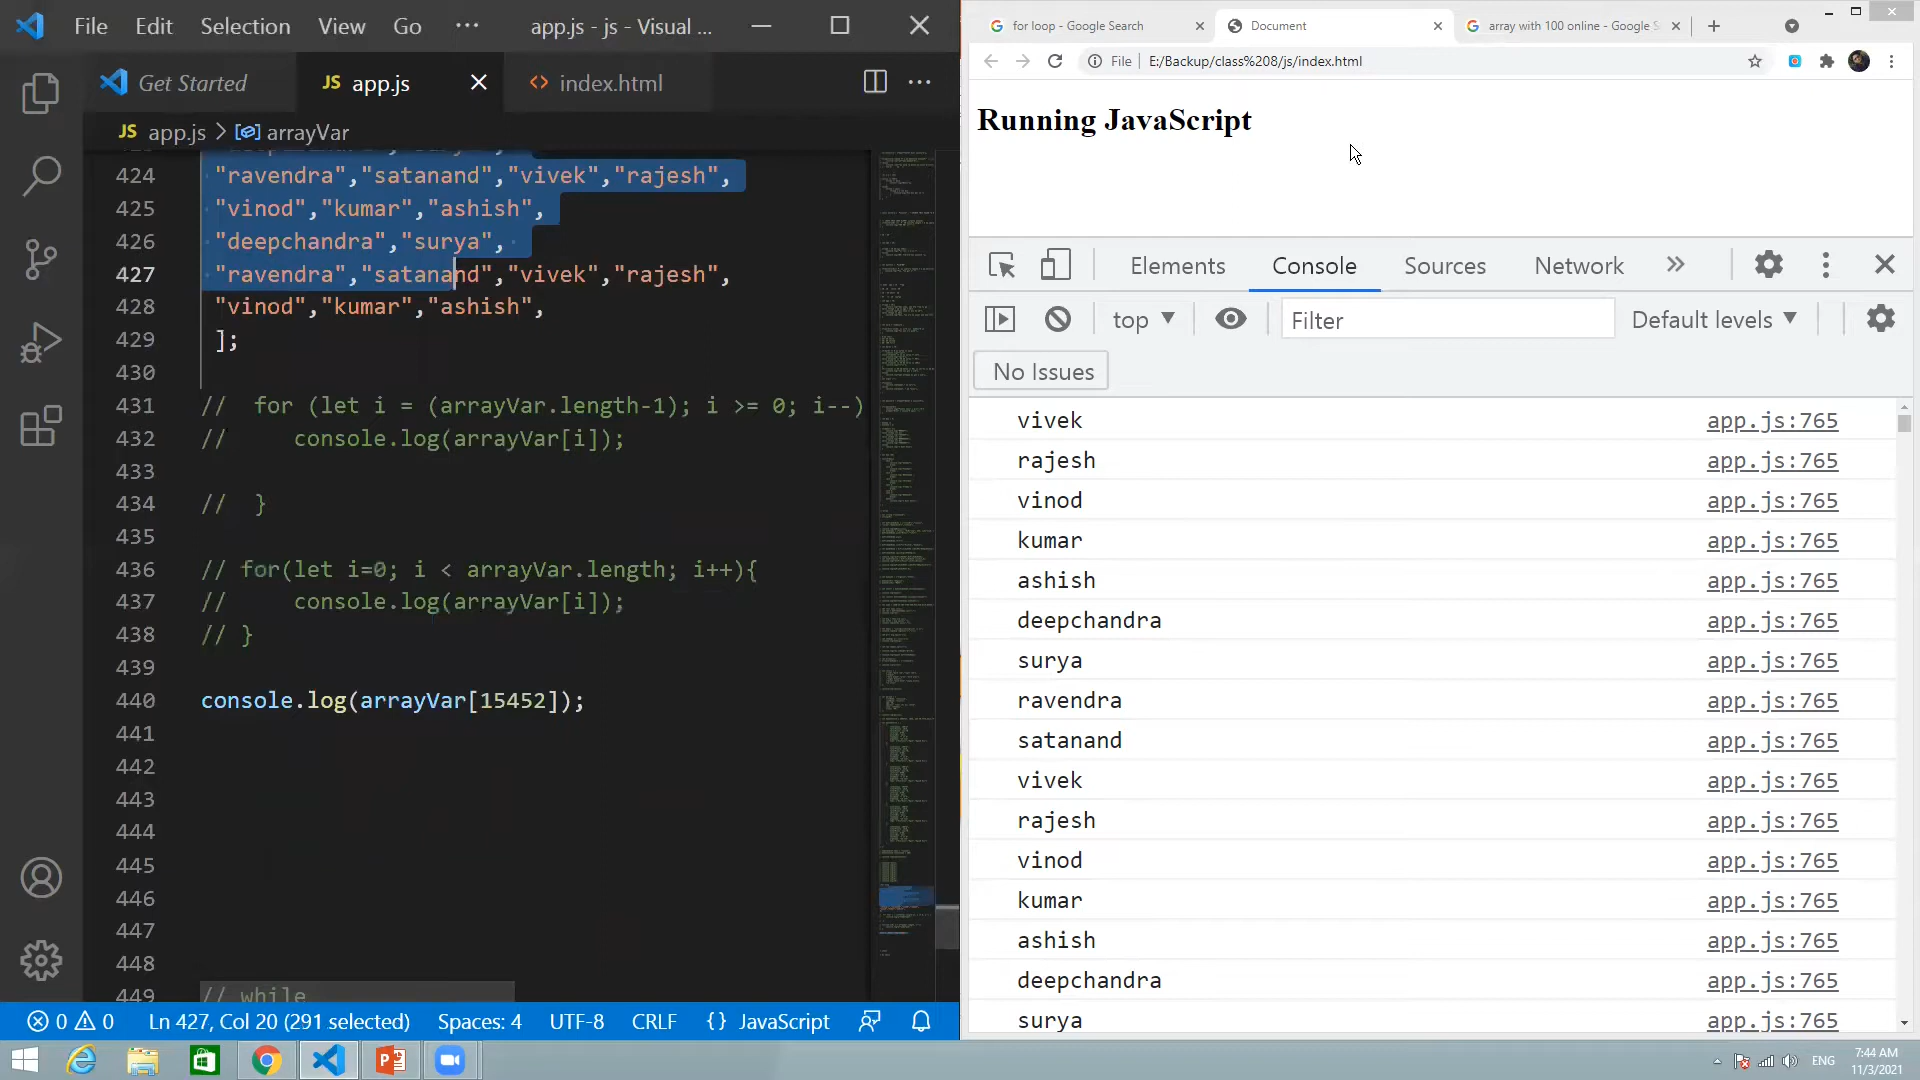 File Edit Selection View Go ··· app.js - js - Visual ...
Get Started JS app.js index.html
JS app.js > arrayVar
424 "ravendra","satanand","vivek","rajesh",
425 "vinod","kumar","ashish",
426 "deepchandra","surya",
427 "ravendra","satanand","vivek","rajesh",
428 "vinod","kumar","ashish",
429 ];
430
431 //  for (let i = (arrayVar.length-1); i >= 0; i--)
432 //     console.log(arrayVar[i]);
433
434 //  }
435
436 // for(let i=0; i < arrayVar.length; i++){
437 //     console.log(arrayVar[i]);
438 // }
439
440 console.log(arrayVar[15452]);
441
442
443
444
445
446
447
448
449 // while
0 0 Ln 427, Col 20 (291 selected) Spaces: 4 UTF-8 CRLF {} JavaScript
for loop - Google Search Document array with 100 online - Google S
File E:/Backup/class%208/js/index.html
Running JavaScript
Elements Console Sources Network
top Filter Default levels
No Issues
vivek app.js:765
rajesh app.js:765
vinod app.js:765
kumar app.js:765
ashish app.js:765
deepchandra app.js:765
surya app.js:765
ravendra app.js:765
satanand app.js:765
vivek app.js:765
rajesh app.js:765
vinod app.js:765
kumar app.js:765
ashish app.js:765
deepchandra app.js:765
surya app.js:765
ENG 7:44 AM
11/3/2021